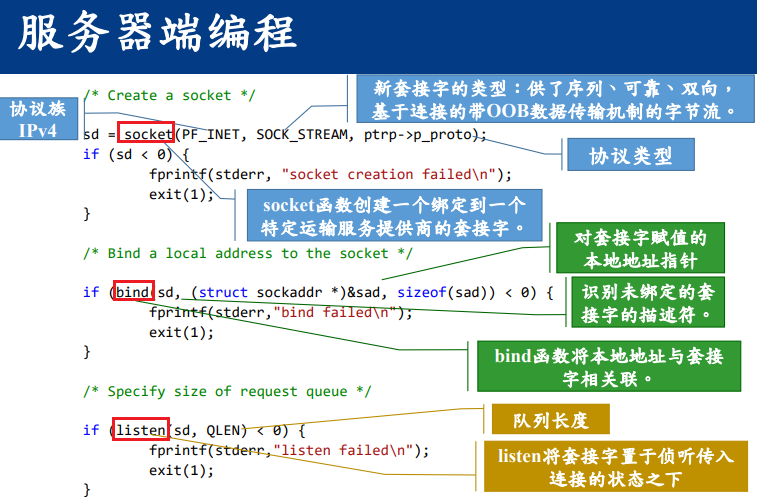 服务器端编程
/* Create a socket */
协议族
IPv4
新套接字的类型：供了序列、可靠、双向，
基于连接的带OOB数据传输机制的字节流。
sd = socket(PF_INET, SOCK_STREAM, ptrp->p_proto);
协议类型
if (sd < 0) {
fprintf(stderr, "socket creation failed\n");
exit(1);
}
socket函数创建一个绑定到一个
特定运输服务提供商的套接字。
/* Bind a local address to the socket */
对套接字赋值的
本地地址指针
if (bind(sd, (struct sockaddr *)&sad, sizeof(sad)) < 0) {
fprintf(stderr,"bind failed\n");
exit(1);
}
识别未绑定的套
接字的描述符。
bind函数将本地地址与套接
字相关联。
/* Specify size of request queue */
if (listen(sd, QLEN) < 0) {
fprintf(stderr,"listen failed\n");
exit(1);
}
队列长度
listen将套接字置于侦听传入
连接的状态之下